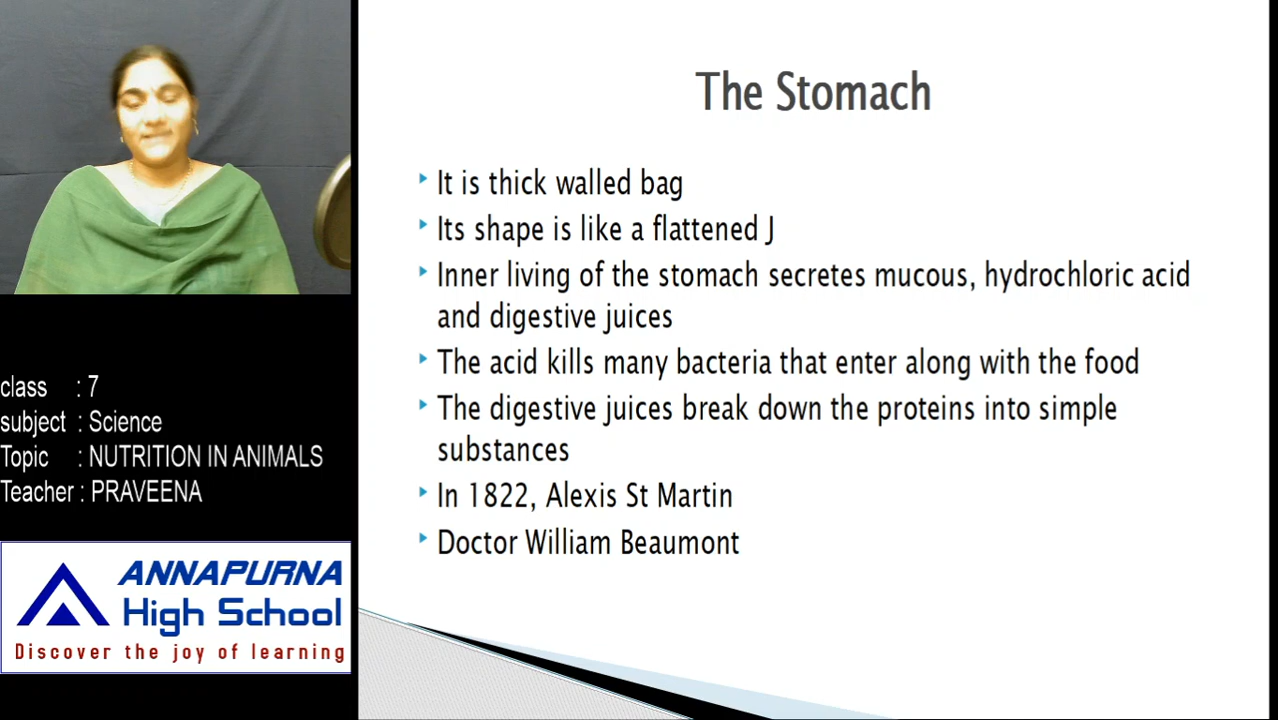 The Stomach
It is thick walled bag
Its shape is like a flattened J
Inner living of the stomach secretes mucous, hydrochloric acid
and digestive juices
The acid kills many bacteria that enter along with the food
The digestive juices break down the proteins into simple
substances
In 1822, Alexis St Martin
Doctor William Beaumont
class : 7
subject : Science
Topic : NUTRITION IN ANIMALS
Teacher : PRAVEENA
ANNAPURNA
High School
Discover the joy of learning